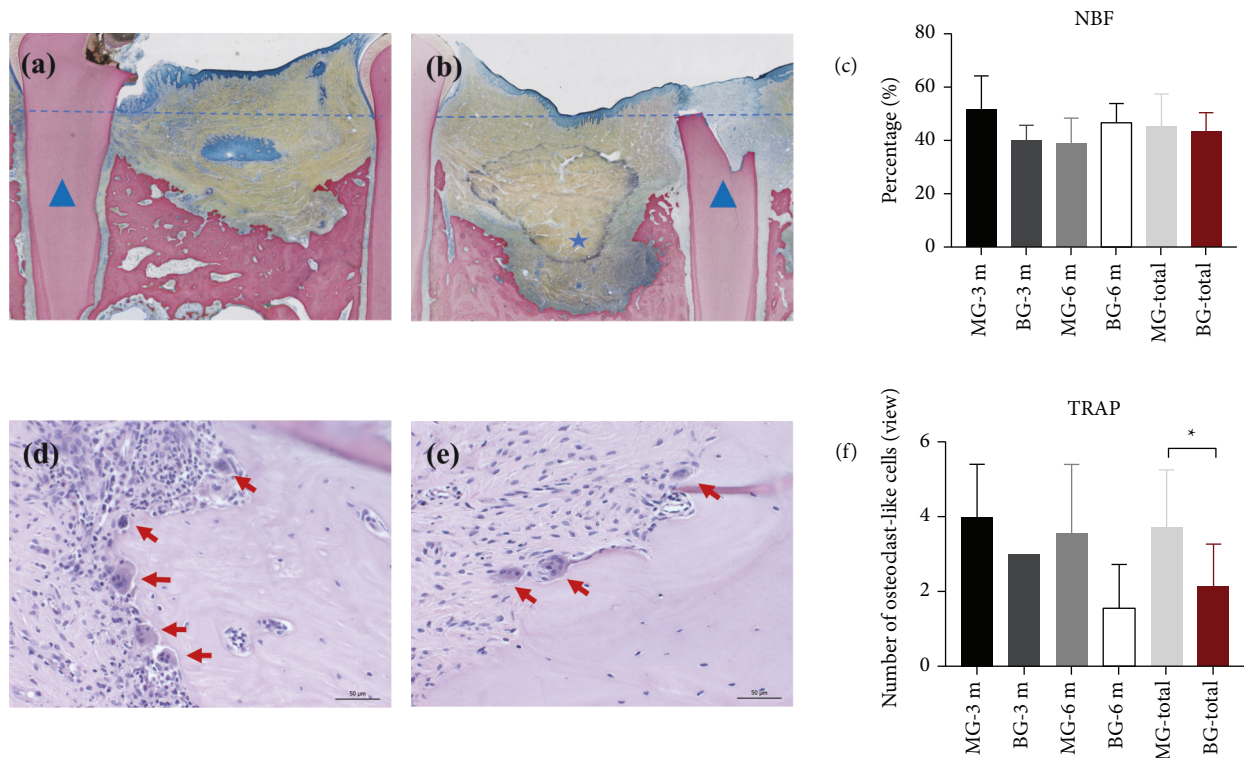 (a)
(b)
(c)
NBF
Percentage (%)
80
60
40
20
0
MG-3 m
BG-3 m
MG-6 m
BG-6 m
MG-total
BG-total
(d)
50 µm
(e)
50 µm
(f)
TRAP
Number of osteoclast-like cells (view)
6
4
2
0
*
MG-3 m
BG-3 m
MG-6 m
BG-6 m
MG-total
BG-total